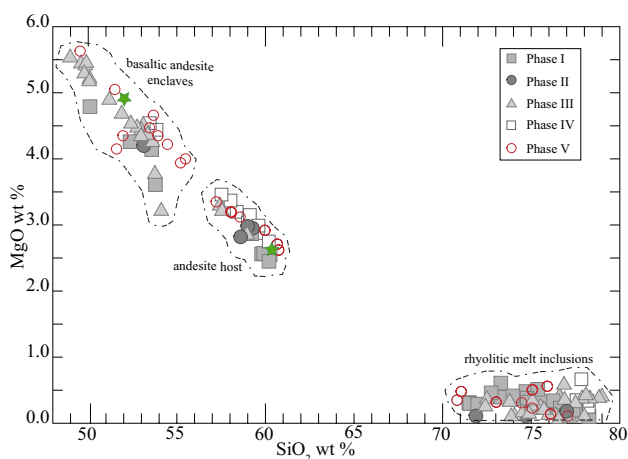 6.0
5.0
4.0
3.0
2.0
1.0
0.0
MgO wt %
basaltic andesite
enclaves
andesite host
rhyolitic melt inclusions
Phase I
Phase II
Phase III
Phase IV
Phase V
50 55 60 65 70 75 80
SiO₂ wt %